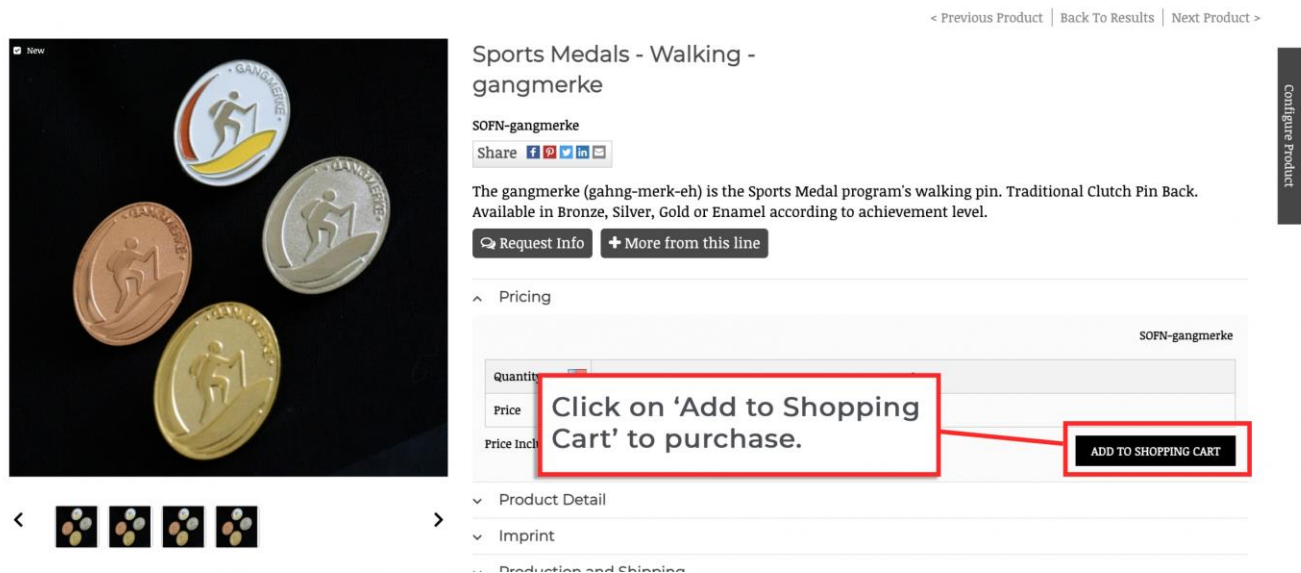 < Previous Product | Back To Results | Next Product >
New
Sports Medals - Walking -
gangmerke
SOFN-gangmerke
Share
The gangmerke (gahng-merk-eh) is the Sports Medal program's walking pin. Traditional Clutch Pin Back.
Available in Bronze, Silver, Gold or Enamel according to achievement level.
Request Info
More from this line
Configure Product
Pricing
SOFN-gangmerke
Quantity
Price
Click on ‘Add to Shopping
Cart’ to purchase.
ADD TO SHOPPING CART
Product Detail
Imprint
Production and Shipping
GANGMERKE
GANGMERKE
GANGMERKE
GANGMERKE